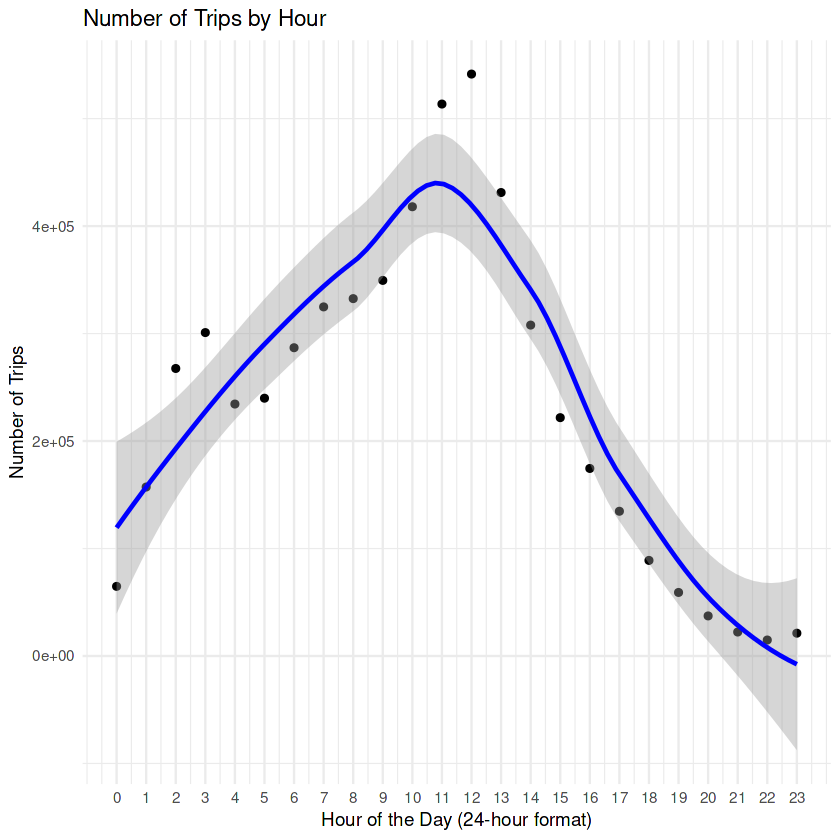 Number of Trips by Hour
Number of Trips
4e+05
2e+05
0e+00
0 1 2 3 4 5 6 7 8 9 10 11 12 13 14 15 16 17 18 19 20 21 22 23
Hour of the Day (24-hour format)